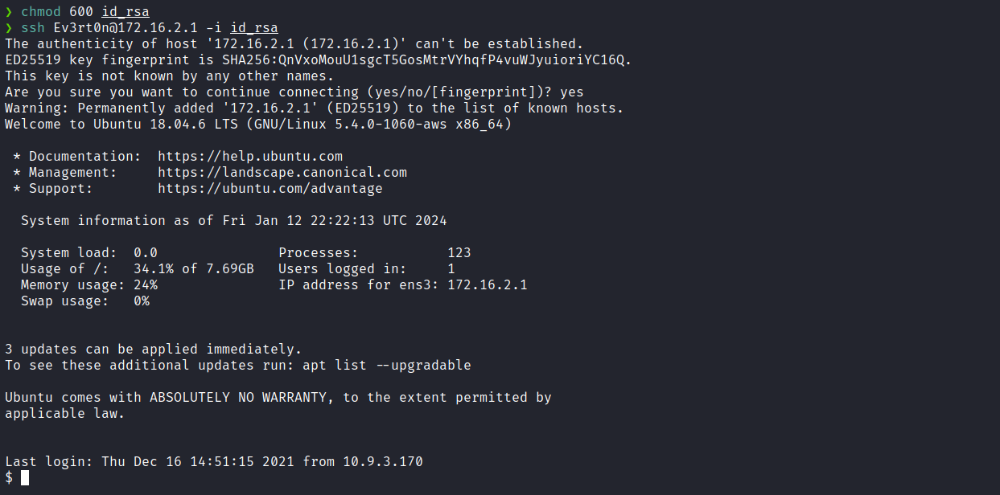 ❯ chmod 600 id_rsa
❯ ssh Ev3rt0n@172.16.2.1 -i id_rsa
The authenticity of host '172.16.2.1 (172.16.2.1)' can't be established.
ED25519 key fingerprint is SHA256:QnVxoMouU1sgcT5GosMtrVYhqfP4vuWJyuioriYC16Q.
This key is not known by any other names.
Are you sure you want to continue connecting (yes/no/[fingerprint])? yes
Warning: Permanently added '172.16.2.1' (ED25519) to the list of known hosts.
Welcome to Ubuntu 18.04.6 LTS (GNU/Linux 5.4.0-1060-aws x86_64)
* Documentation:  https://help.ubuntu.com
* Management:     https://landscape.canonical.com
* Support:        https://ubuntu.com/advantage
System information as of Fri Jan 12 22:22:13 UTC 2024
System load:  0.0               Processes:           123
Usage of /:   34.1% of 7.69GB   Users logged in:     1
Memory usage: 24%               IP address for ens3: 172.16.2.1
Swap usage:   0%
3 updates can be applied immediately.
To see these additional updates run: apt list --upgradable
Ubuntu comes with ABSOLUTELY NO WARRANTY, to the extent permitted by
applicable law.
Last login: Thu Dec 16 14:51:15 2021 from 10.9.3.170
$